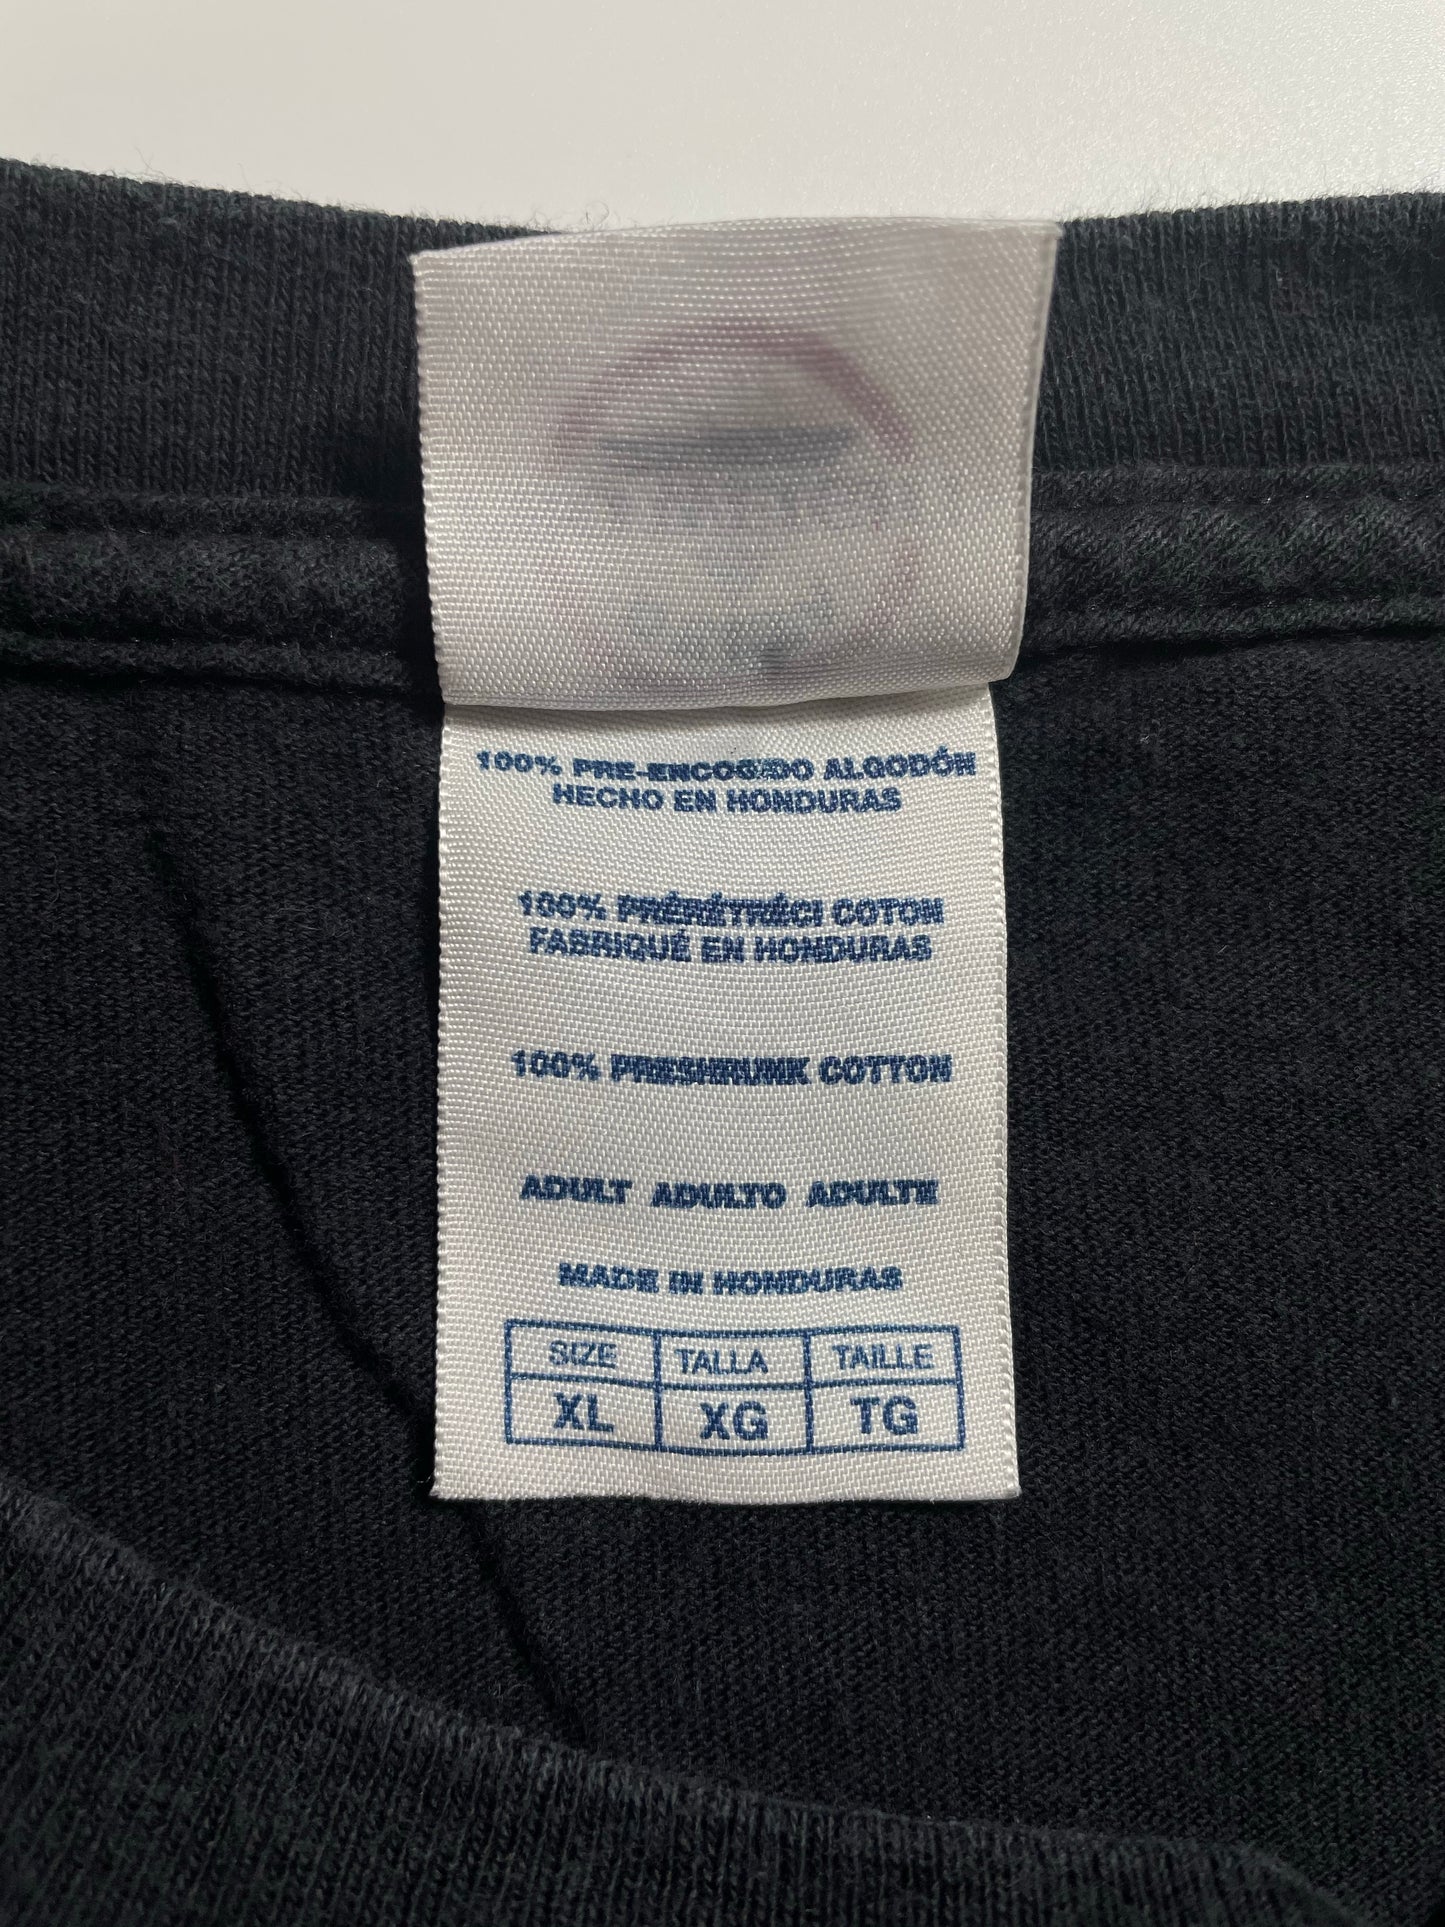 100% PRE-ENCOGIDO ALGODÓN
HECHO EN HONDURAS
100% PRÉRÉTRÉCI COTON
FABRIQUÉ EN HONDURAS
100% PRESHRUNK COTTON
ADULT ADULTO ADULTE
MADE IN HONDURAS
SIZE TALLA TAILLE
XL XG TG